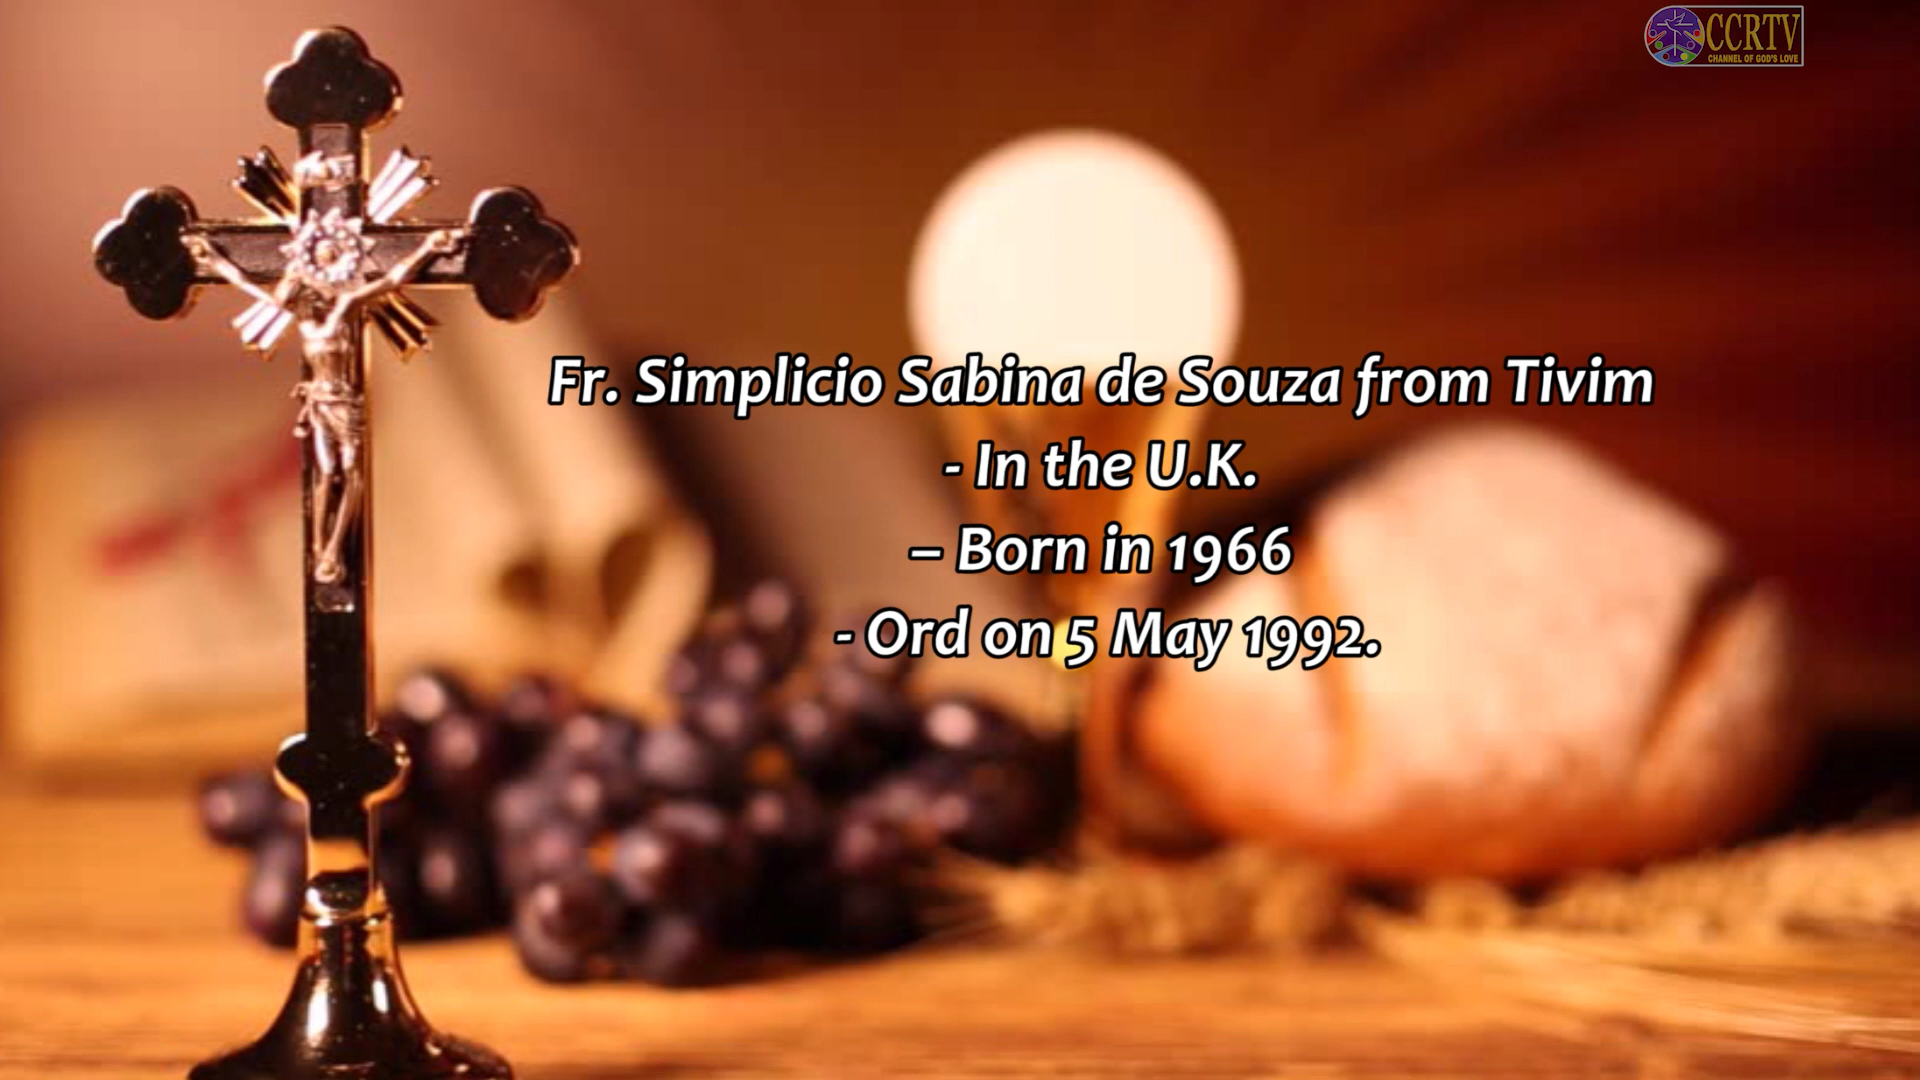 CCRTV
CHANNEL OF GOD'S LOVE
Fr. Simplicio Sabina de Souza from Tivim
- In the U.K.
– Born in 1966
- Ord on 5 May 1992.